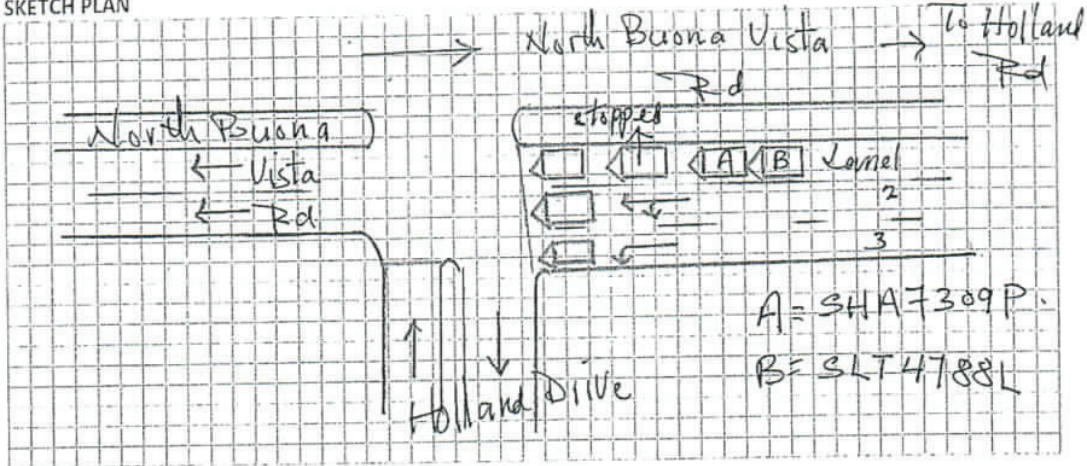 SKETCH PLAN
North Buona Vista Rd
To Holland Rd
North Buona
Vista
Rd
stopped
A B Lane1
2
3
A = SHA7309P.
B = SLT4788L
Holland Drive